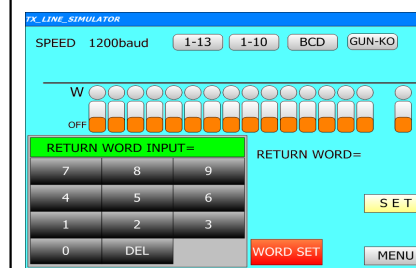 TX_LINE_SIMULATOR
SPEED 1200baud 1-13 1-10 BCD GUN-KO
W
OFF
RETURN WORD INPUT=
RETURN WORD=
7 8 9
4 5 6
SET
1 2 3
0 DEL
WORD SET
MENU